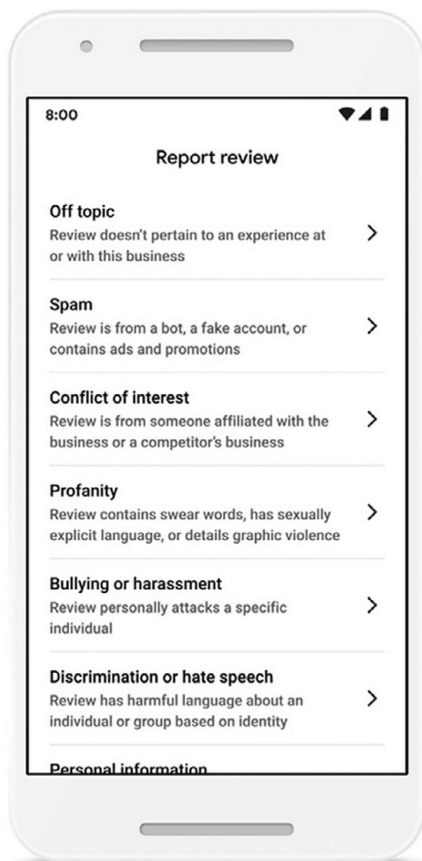 8:00
Report review
Off topic
Review doesn't pertain to an experience at
or with this business
Spam
Review is from a bot, a fake account, or
contains ads and promotions
Conflict of interest
Review is from someone affiliated with the
business or a competitor's business
Profanity
Review contains swear words, has sexually
explicit language, or details graphic violence
Bullying or harassment
Review personally attacks a specific
individual
Discrimination or hate speech
Review has harmful language about an
individual or group based on identity
Personal information